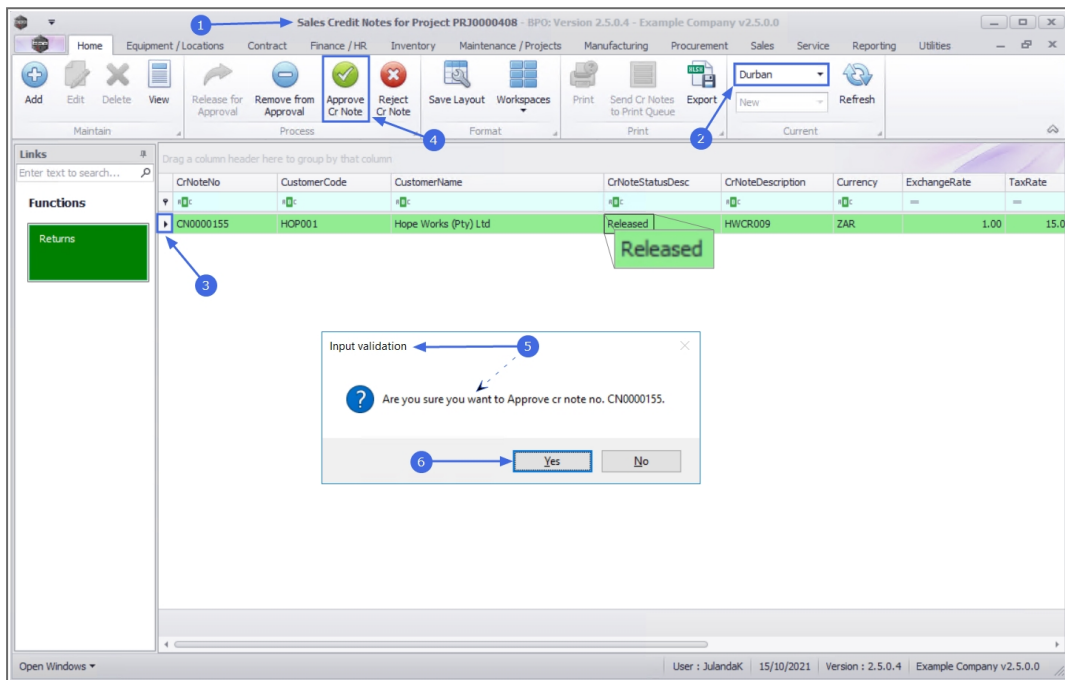 1
Sales Credit Notes for Project PRJ0000408 - BPO: Version 2.5.0.4 - Example Company v2.5.0.0
Home Equipment / Locations Contract Finance / HR Inventory Maintenance / Projects Manufacturing Procurement Sales Service Reporting Utilities
Add Edit Delete View
Release for Approval
Remove from Approval
Approve Cr Note
Reject Cr Note
Save Layout Workspaces
Print
Send Cr Notes to Print Queue
Export
XLSX
Durban
New
Refresh
Maintain Process Format Print Current
4
2
Links
Enter text to search...
Functions
Returns
Drag a column header here to group by that column
CrNoteNo CustomerCode CustomerName CrNoteStatusDesc CrNoteDescription Currency ExchangeRate TaxRate
CN0000155 HOP001 Hope Works (Pty) Ltd Released HWCR009 ZAR 1.00 15.0
Released
3
Input validation
5
? Are you sure you want to Approve cr note no. CN0000155.
6
Yes No
Open Windows
User : JulandaK 15/10/2021 Version : 2.5.0.4 Example Company v2.5.0.0